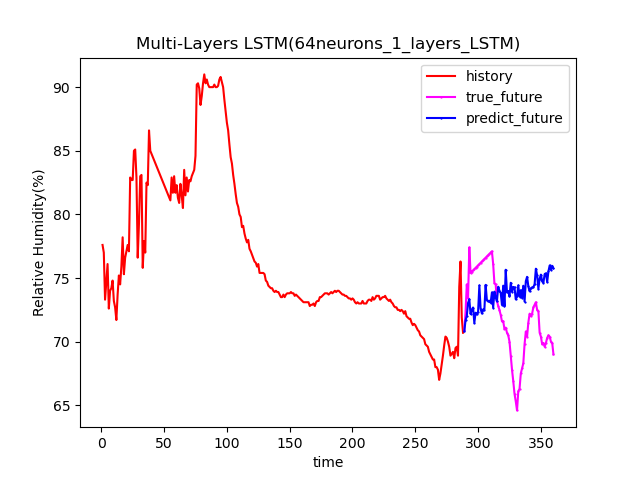 Multi-Layers LSTM(64neurons_1_layers_LSTM)
history
true_future
predict_future
Relative Humidity(%)
90
85
80
75
70
65
0 50 100 150 200 250 300 350
time